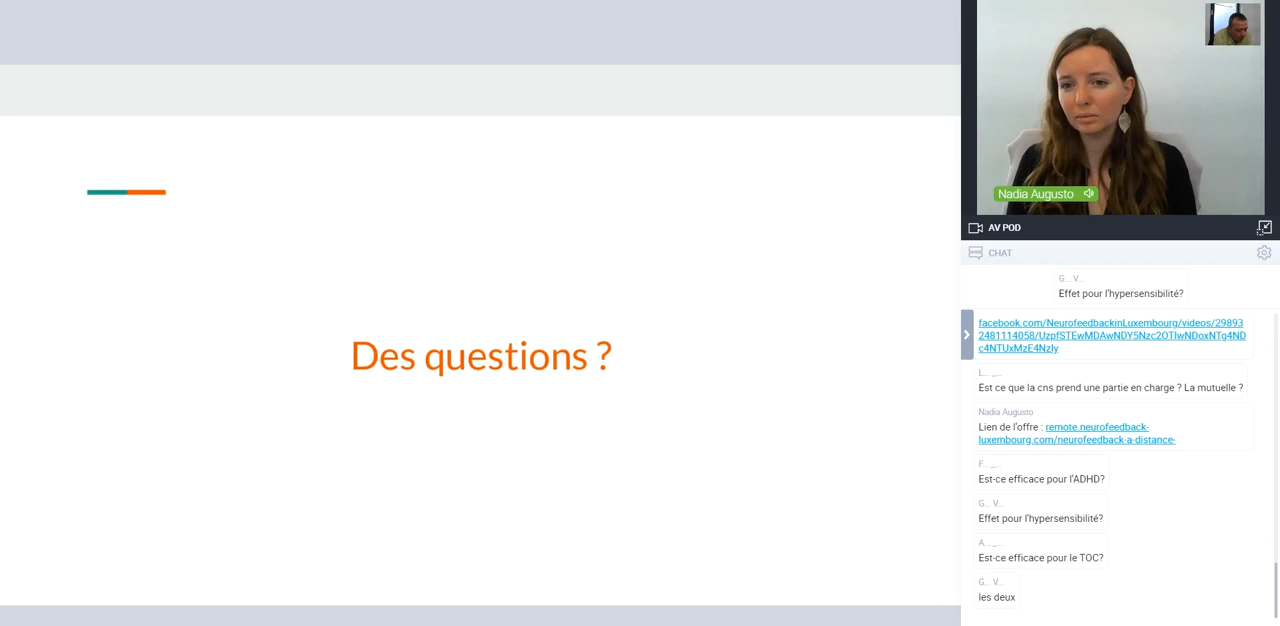 Des questions ?
Nadia Augusto
AV POD
CHAT
G... V...
Effet pour l'hypersensibilité?
facebook.com/NeurofeedbackinLuxembourg/videos/29893
2481114058/UzpfSTEwMDAwNDY5Nzc2OTIwNDoxNTg4ND
c4NTUxMzE4NzIy
L... _...
Est ce que la cns prend une partie en charge ? La mutuelle ?
Nadia Augusto
Lien de l'offre : remote.neurofeedback-
luxembourg.com/neurofeedback-a-distance-
F... _...
Est-ce efficace pour l'ADHD?
G... V...
Effet pour l'hypersensibilité?
A... _...
Est-ce efficace pour le TOC?
G... V...
les deux